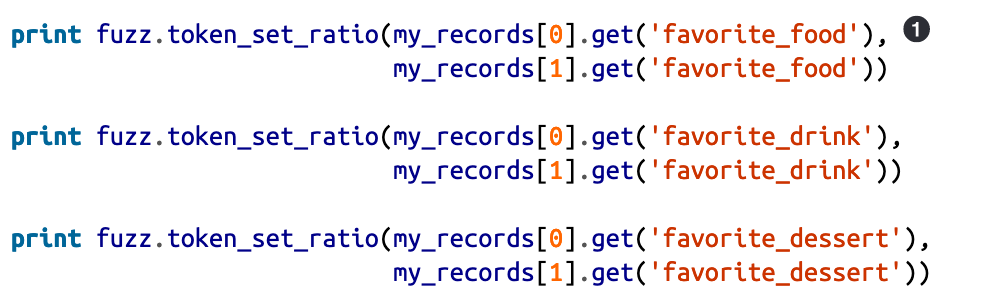 print fuzz.token_set_ratio(my_records[0].get('favorite_food'), 1
my_records[1].get('favorite_food'))
print fuzz.token_set_ratio(my_records[0].get('favorite_drink'),
my_records[1].get('favorite_drink'))
print fuzz.token_set_ratio(my_records[0].get('favorite_dessert'),
my_records[1].get('favorite_dessert'))